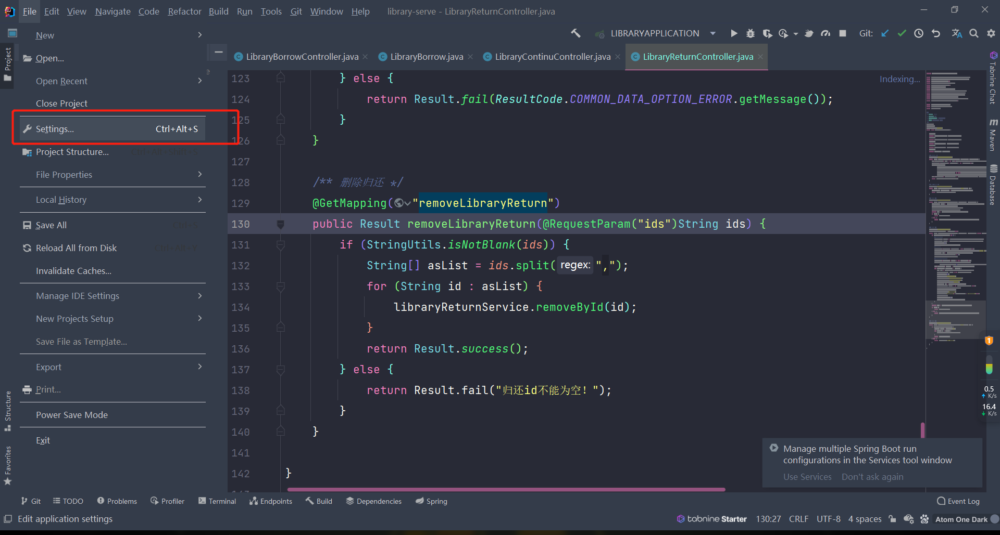 File Edit View Navigate Code Refactor Build Run Tools Git Window Help library-serve - LibraryReturnController.java
LIBRARYAPPLICATION Git:
LibraryBorrowController.java LibraryBorrow.java LibraryContinuController.java LibraryReturnController.java
New
Open...
Open Recent
Close Project
Settings... Ctrl+Alt+S
Project Structure... Ctrl+Alt+Shift+S
File Properties
Local History
Save All Ctrl+S
Reload All from Disk Ctrl+Alt+Y
Invalidate Caches...
Manage IDE Settings
New Projects Setup
Save File as Template...
Export
Print...
Power Save Mode
Exit
Project
Structure
Favorites
Indexing...
123 } else {
124 return Result.fail(ResultCode.COMMON_DATA_OPTION_ERROR.getMessage());
125 }
126 }
127
128 /** 删除归还 */
129 @GetMapping("removeLibraryReturn")
130 public Result removeLibraryReturn(@RequestParam("ids")String ids) {
131 if (StringUtils.isNotBlank(ids)) {
132 String[] asList = ids.split( regex: ",");
133 for (String id : asList) {
134 libraryReturnService.removeById(id);
135 }
136 return Result.success();
137 } else {
138 return Result.fail("归还id不能为空！");
139 }
140 }
141
142 }
Tabnine Chat
Maven
Database
1
0.5
K/s
16.4
K/s
Manage multiple Spring Boot run
configurations in the Services tool window
Use Services Don't ask again
Git TODO Problems Profiler Terminal Endpoints Build Dependencies Spring Event Log
Edit application settings tabnine Starter 130:27 CRLF UTF-8 4 spaces Atom One Dark